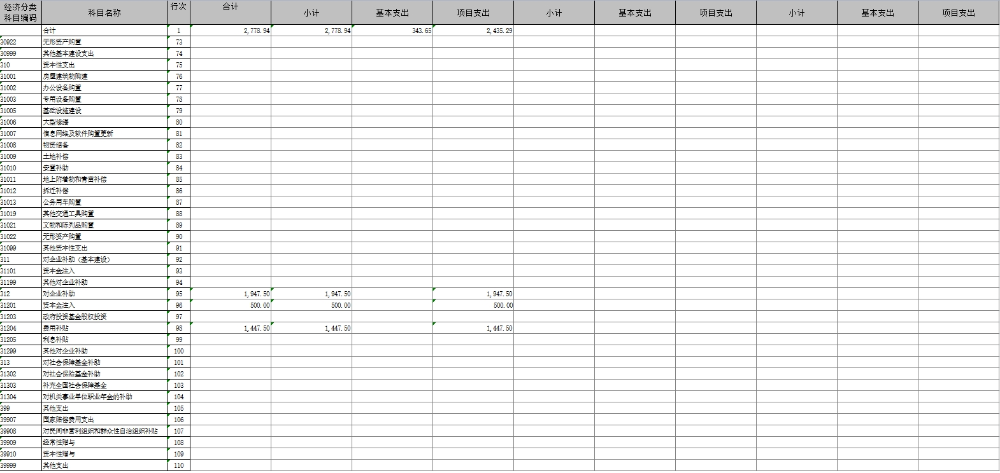 经济分类科目编码 科目名称 行次 合计 小计 基本支出 项目支出 小计 基本支出 项目支出 小计 基本支出 项目支出
合计 1 2,778.94 2,778.94 343.65 2,435.29
30922 无形资产购置 73
30999 其他基本建设支出 74
310 资本性支出 75
31001 房屋建筑物购建 76
31002 办公设备购置 77
31003 专用设备购置 78
31005 基础设施建设 79
31006 大型修缮 80
31007 信息网络及软件购置更新 81
31008 物资储备 82
31009 土地补偿 83
31010 安置补助 84
31011 地上附着物和青苗补偿 85
31012 拆迁补偿 86
31013 公务用车购置 87
31019 其他交通工具购置 88
31021 文物和陈列品购置 89
31022 无形资产购置 90
31099 其他资本性支出 91
311 对企业补助（基本建设） 92
31101 资本金注入 93
31199 其他对企业补助 94
312 对企业补助 95 1,947.50 1,947.50 1,947.50
31201 资本金注入 96 500.00 500.00 500.00
31203 政府投资基金股权投资 97
31204 费用补贴 98 1,447.50 1,447.50 1,447.50
31205 利息补贴 99
31299 其他对企业补助 100
313 对社会保障基金补助 101
31302 对社会保险基金补助 102
31303 补充全国社会保障基金 103
31304 对机关事业单位职业年金的补助 104
399 其他支出 105
39907 国家赔偿费用支出 106
39908 对民间非营利组织和群众性自治组织补贴 107
39909 经常性赠与 108
39910 资本性赠与 109
39999 其他支出 110